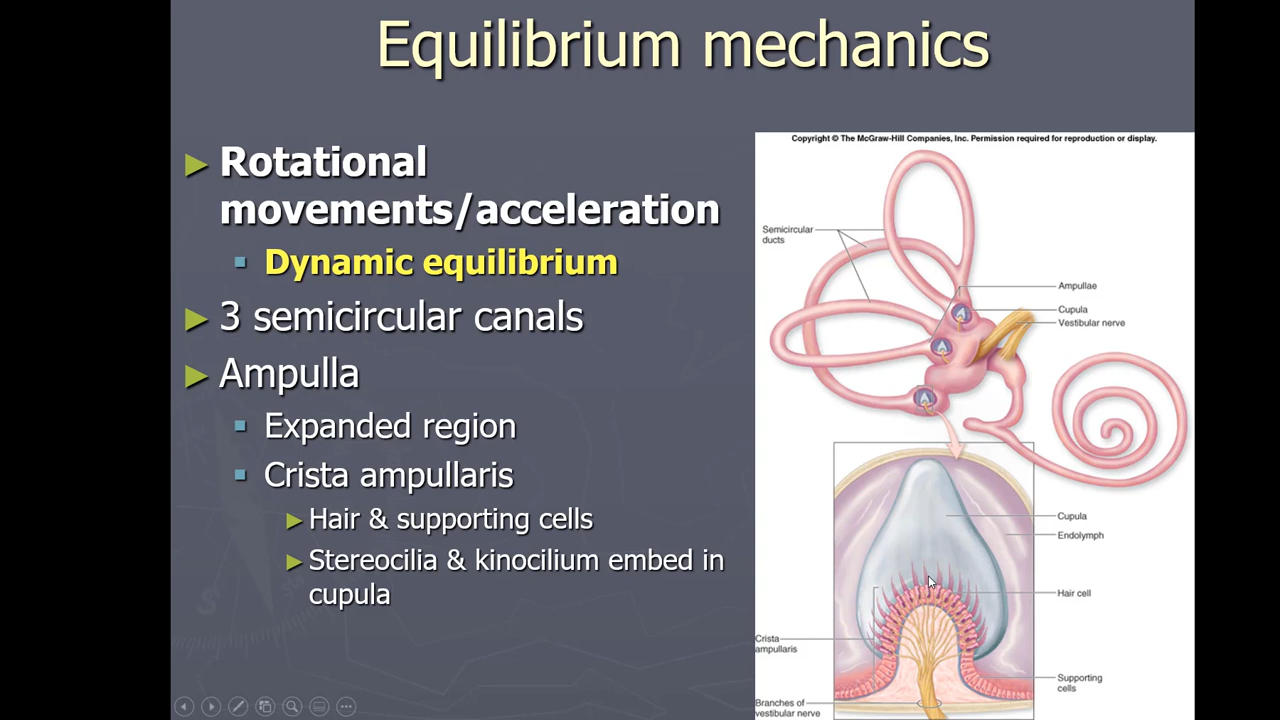 Equilibrium mechanics
Rotational
movements/acceleration
Dynamic equilibrium
3 semicircular canals
Ampulla
Expanded region
Crista ampullaris
Hair & supporting cells
Stereocilia & kinocilium embed in
cupula
Copyright © The McGraw-Hill Companies, Inc. Permission required for reproduction or display.
Semicircular
ducts
Ampullae
Cupula
Vestibular nerve
Cupula
Endolymph
Hair cell
Crista
ampullaris
Supporting
cells
Branches of
vestibular nerve